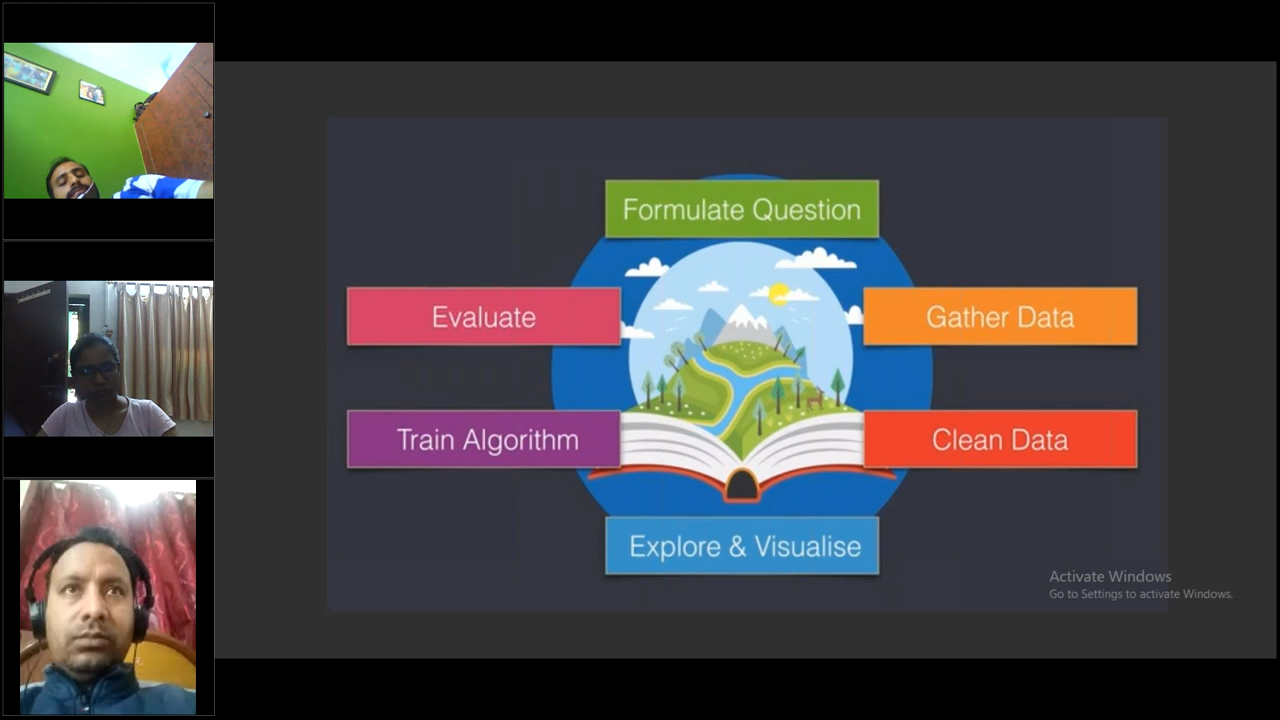 Formulate Question
Evaluate
Gather Data
Train Algorithm
Clean Data
Explore & Visualise
Activate Windows
Go to Settings to activate Windows.